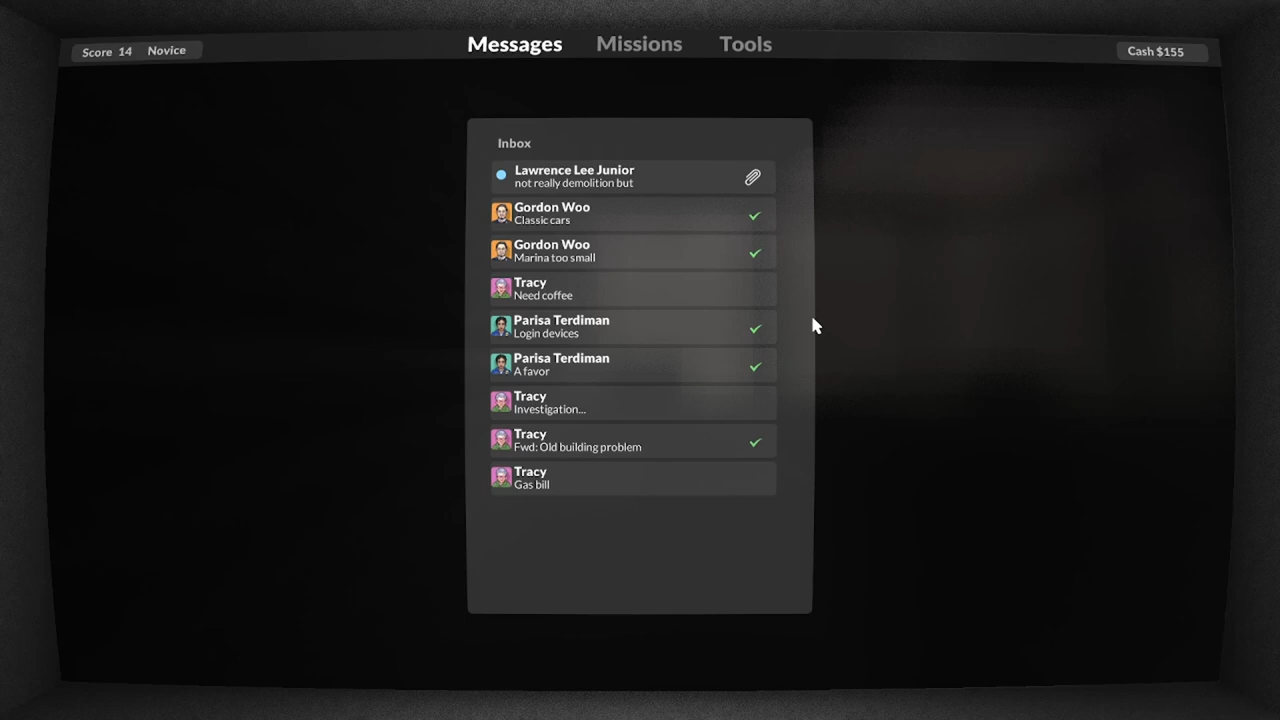 Score 14 Novice
Messages Missions Tools
Cash $155
Inbox
Lawrence Lee Junior
not really demolition but
Gordon Woo
Classic cars
Gordon Woo
Marina too small
Tracy
Need coffee
Parisa Terdiman
Login devices
Parisa Terdiman
A favor
Tracy
Investigation...
Tracy
Fwd: Old building problem
Tracy
Gas bill